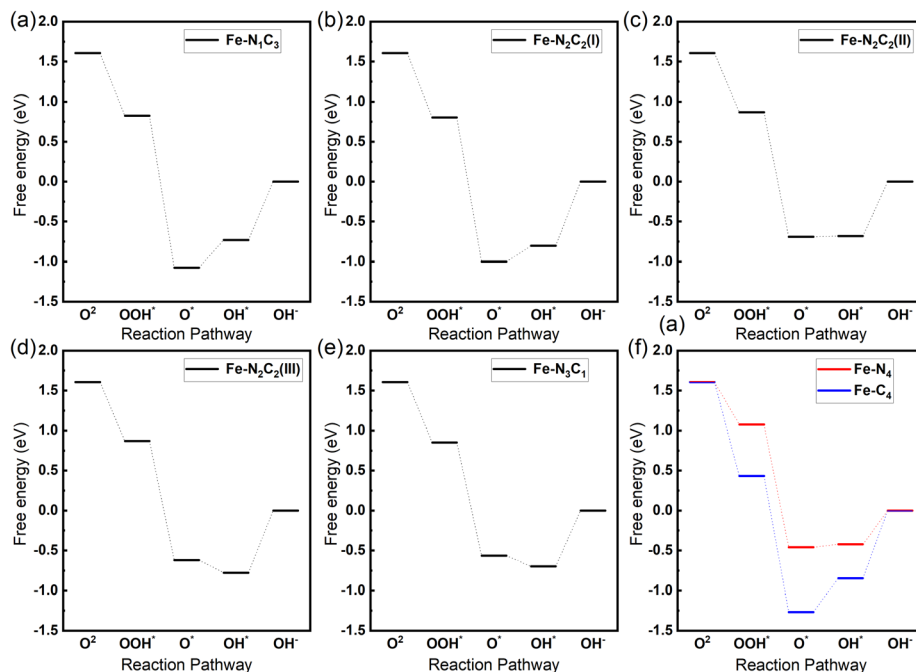 (a)
Fe-N₁C₃
2.0
1.5
1.0
0.5
0.0
-0.5
-1.0
-1.5
Free energy (eV)
O² OOH* O* OH* OH⁻
Reaction Pathway
(b)
Fe-N₂C₂(I)
2.0
1.5
1.0
0.5
0.0
-0.5
-1.0
-1.5
Free energy (eV)
O² OOH* O* OH* OH⁻
Reaction Pathway
(c)
Fe-N₂C₂(II)
2.0
1.5
1.0
0.5
0.0
-0.5
-1.0
-1.5
Free energy (eV)
O² OOH* O* OH* OH⁻
Reaction Pathway
(a)
(d)
Fe-N₂C₂(III)
2.0
1.5
1.0
0.5
0.0
-0.5
-1.0
-1.5
Free energy (eV)
O² OOH* O* OH* OH⁻
Reaction Pathway
(e)
Fe-N₃C₁
2.0
1.5
1.0
0.5
0.0
-0.5
-1.0
-1.5
Free energy (eV)
O² OOH* O* OH* OH⁻
Reaction Pathway
(f)
Fe-N₄
Fe-C₄
2.0
1.5
1.0
0.5
0.0
-0.5
-1.0
-1.5
Free energy (eV)
O² OOH* O* OH* OH⁻
Reaction Pathway